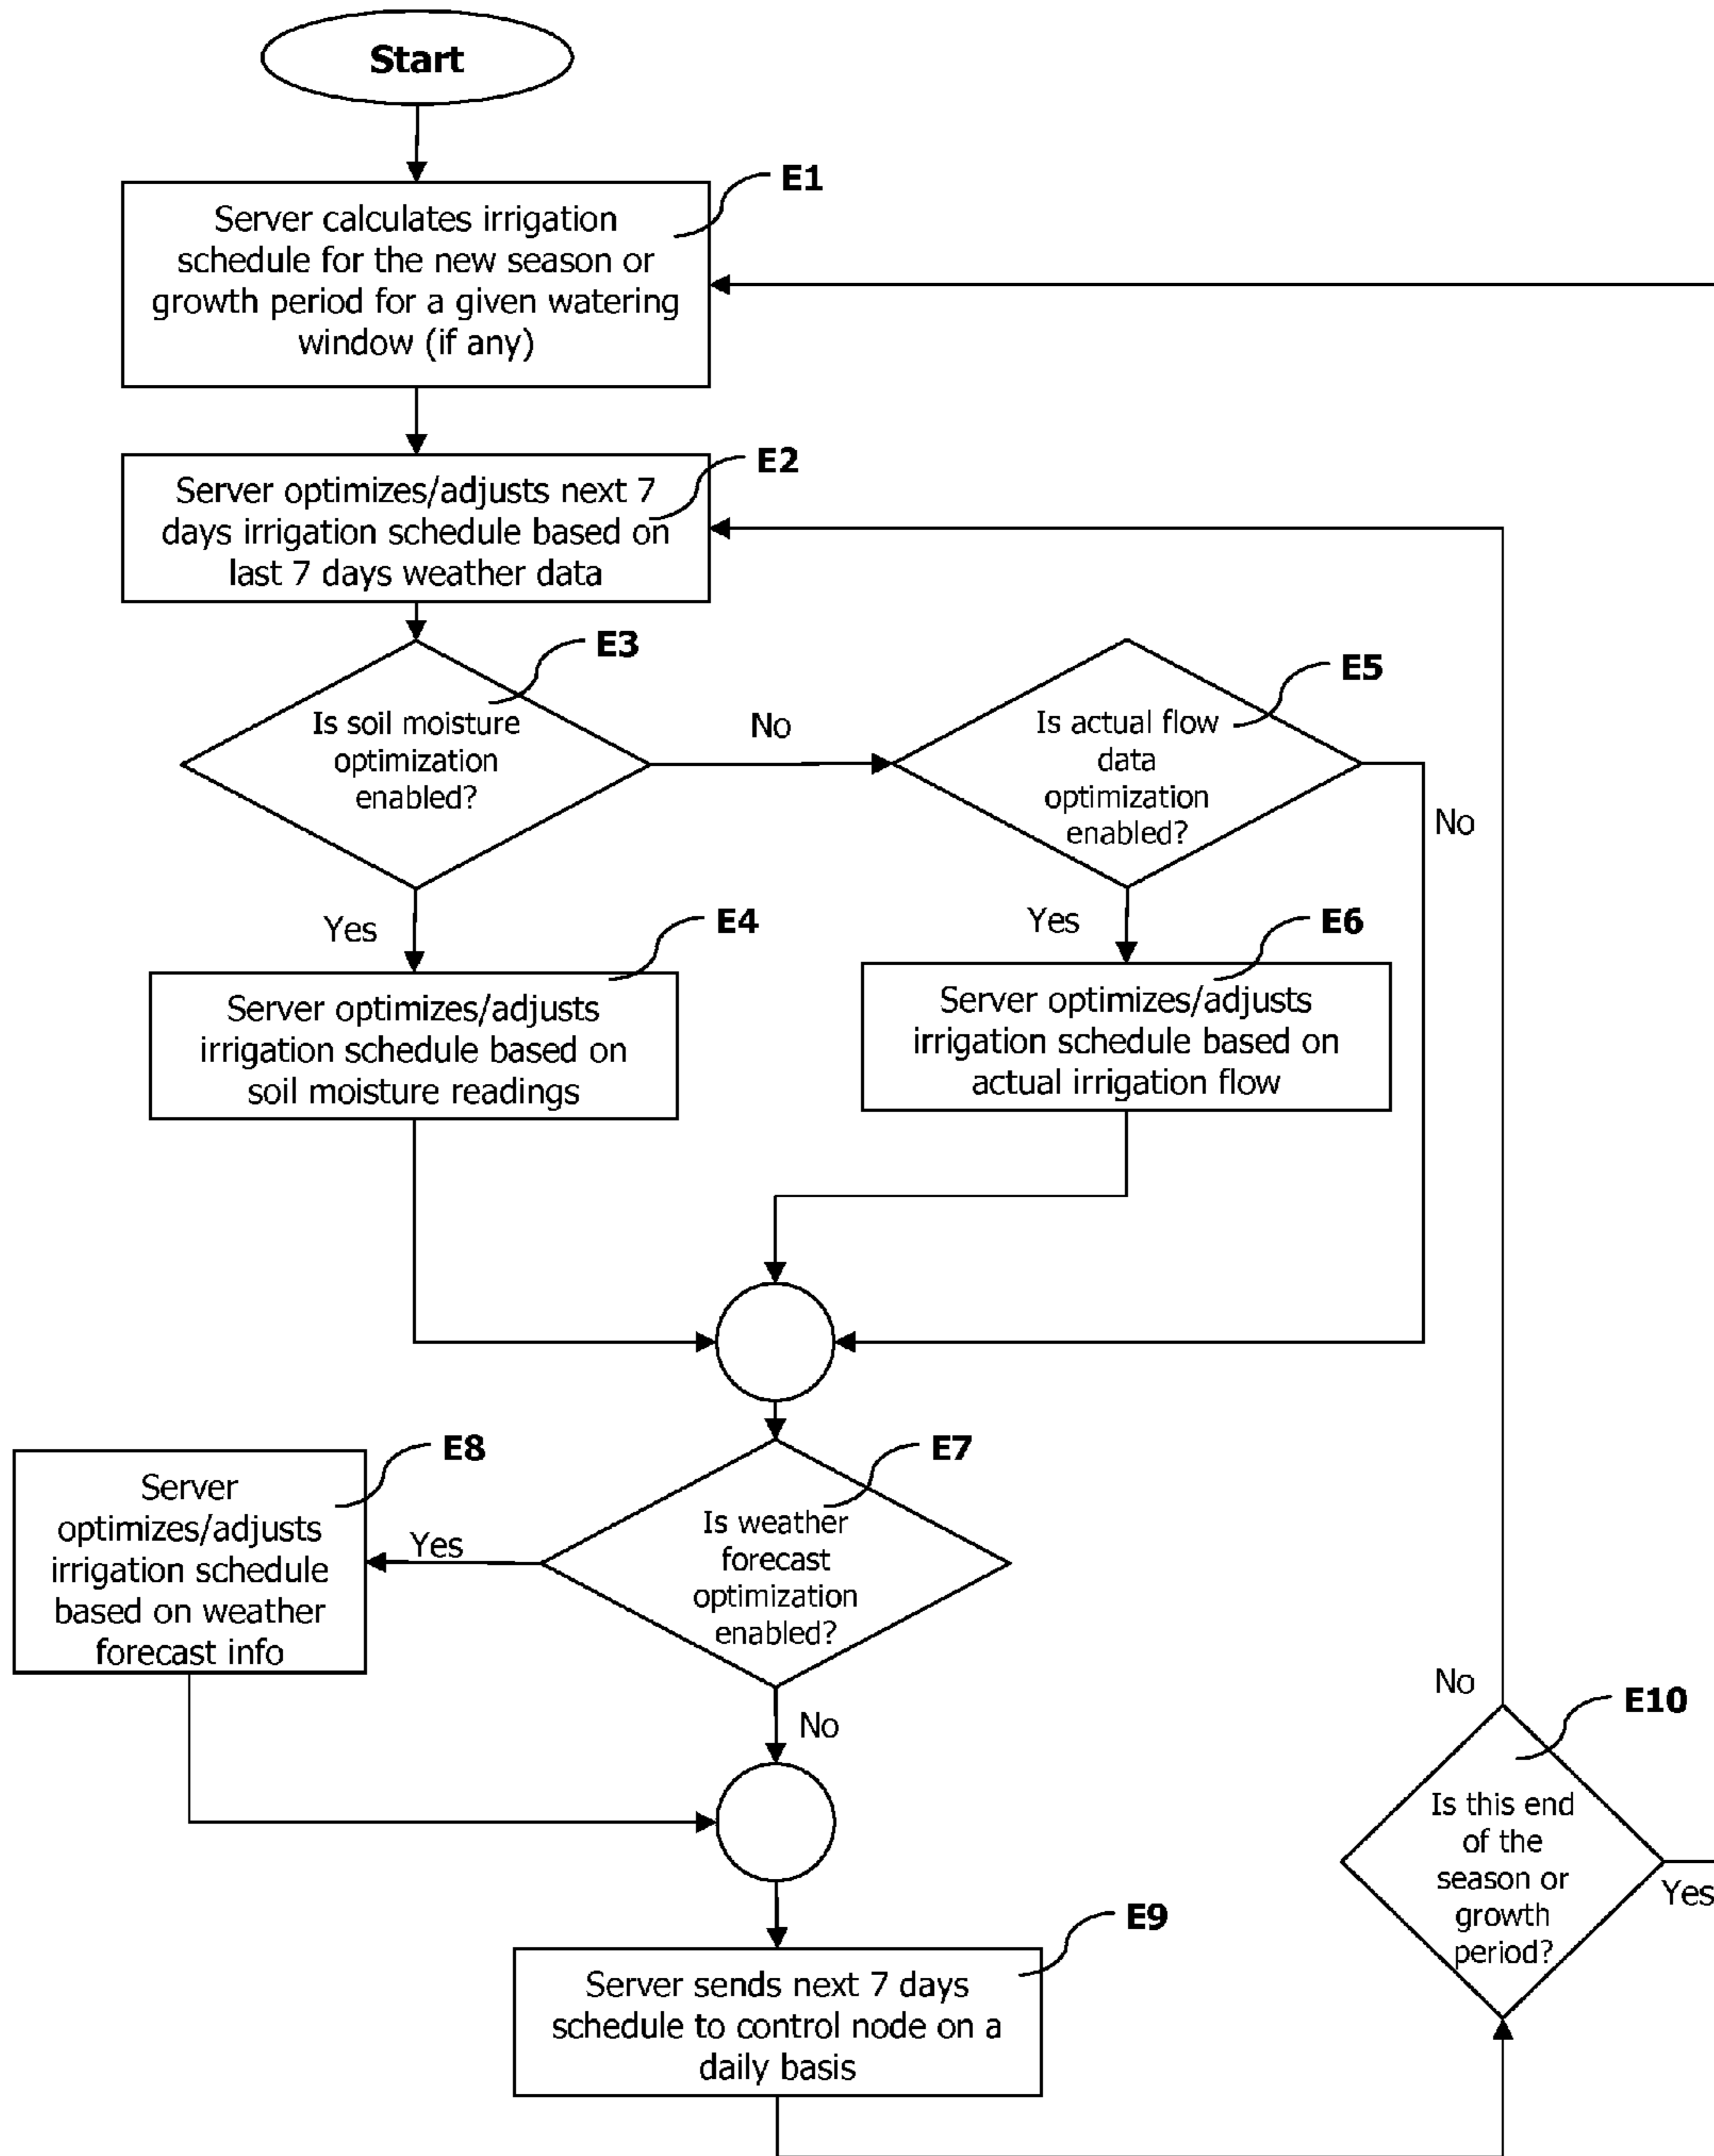 Start
E1
Server calculates irrigation
schedule for the new season or
growth period for a given watering
window (if any)
E2
Server optimizes/adjusts next 7
days irrigation schedule based on
last 7 days weather data
E3
Is soil moisture
optimization
enabled?
No
E5
Is actual flow
data
optimization
enabled?
No
Yes
E4
Server optimizes/adjusts
irrigation schedule based on
soil moisture readings
Yes
E6
Server optimizes/adjusts
irrigation schedule based on
actual irrigation flow
E8
Server
optimizes/adjusts
irrigation schedule
based on weather
forecast info
Yes
E7
Is weather
forecast
optimization
enabled?
No
No
E10
Is this end
of the
season or
growth
period?
Yes
E9
Server sends next 7 days
schedule to control node on a
daily basis